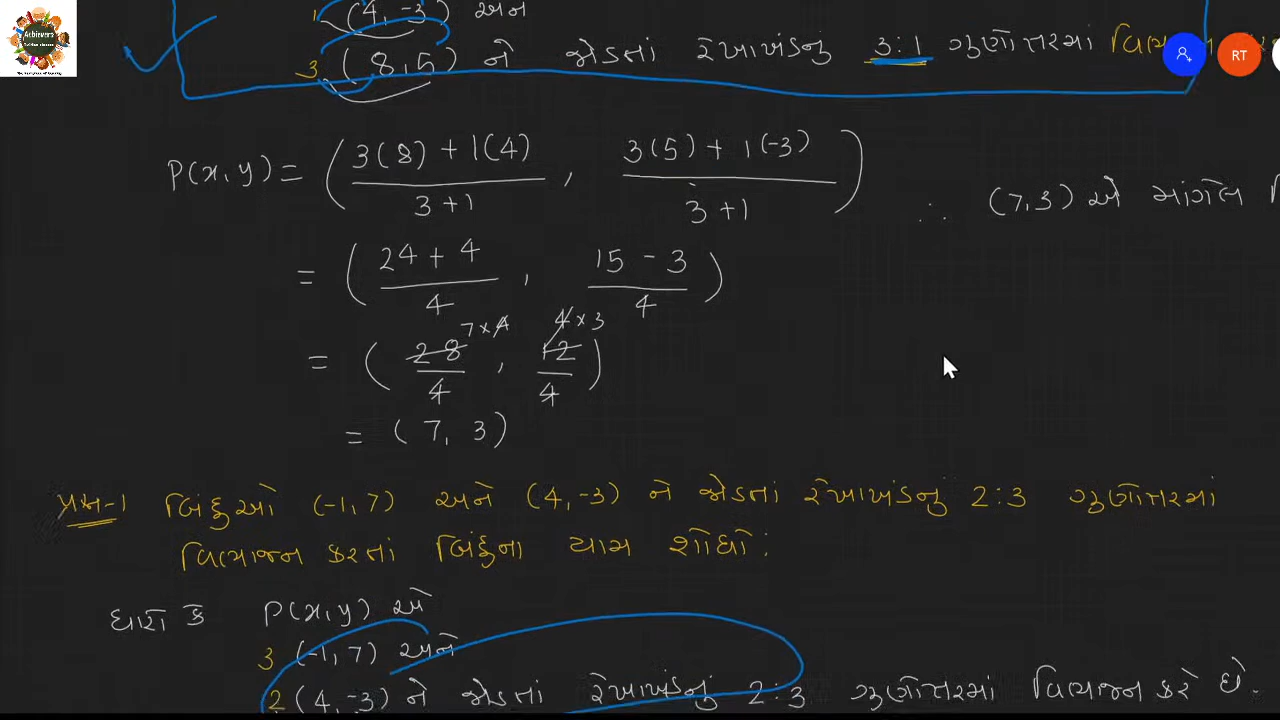 Achievers
1 (4, -3) અને
3 (8, 5) ને જોડતાં રેખાખંડનું 3:1 ગુણોત્તરમાં
RT
P(x, y) = ( 3(8) + 1(4) / 3 + 1 , 3(5) + 1(-3) / 3 + 1 )
∴ (7, 3) એ માંગેલ
= ( 24 + 4 / 4 , 15 - 3 / 4 )
7 × 4 4 × 3
= ( 28 / 4 , 12 / 4 )
= ( 7, 3)
પ્રશ્ન-1 બિંદુઓ (-1, 7) અને (4, -3) ને જોડતાં રેખાખંડનું 2:3 ગુણોત્તરમાં
વિભાજન કરતાં બિંદુના યામ શોધો:
ધારો કે P(x, y) એ
3 (-1, 7) અને
2 (4, -3) ને જોડતાં રેખાખંડનું 2:3 ગુણોત્તરમાં વિભાજન કરે છે.